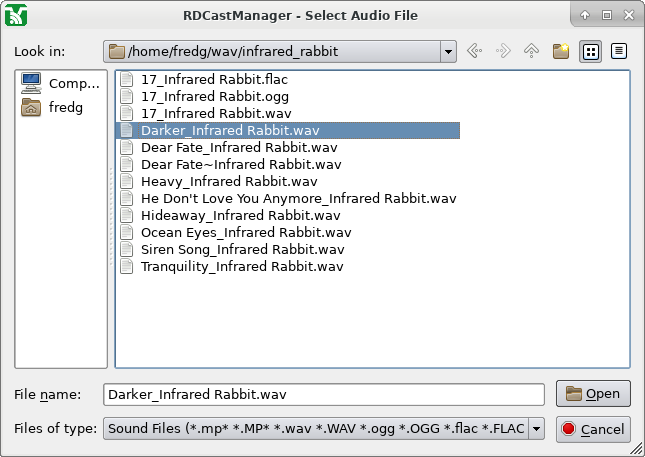 RDCastManager - Select Audio File
Look in: /home/fredg/wav/infrared_rabbit
Comp...
fredg
17_Infrared Rabbit.flac
17_Infrared Rabbit.ogg
17_Infrared Rabbit.wav
Darker_Infrared Rabbit.wav
Dear Fate_Infrared Rabbit.wav
Dear Fate~Infrared Rabbit.wav
Heavy_Infrared Rabbit.wav
He Don't Love You Anymore_Infrared Rabbit.wav
Hideaway_Infrared Rabbit.wav
Ocean Eyes_Infrared Rabbit.wav
Siren Song_Infrared Rabbit.wav
Tranquility_Infrared Rabbit.wav
File name: Darker_Infrared Rabbit.wav Open
Files of type: Sound Files (*.mp* *.MP* *.wav *.WAV *.ogg *.OGG *.flac *.FLAC Cancel